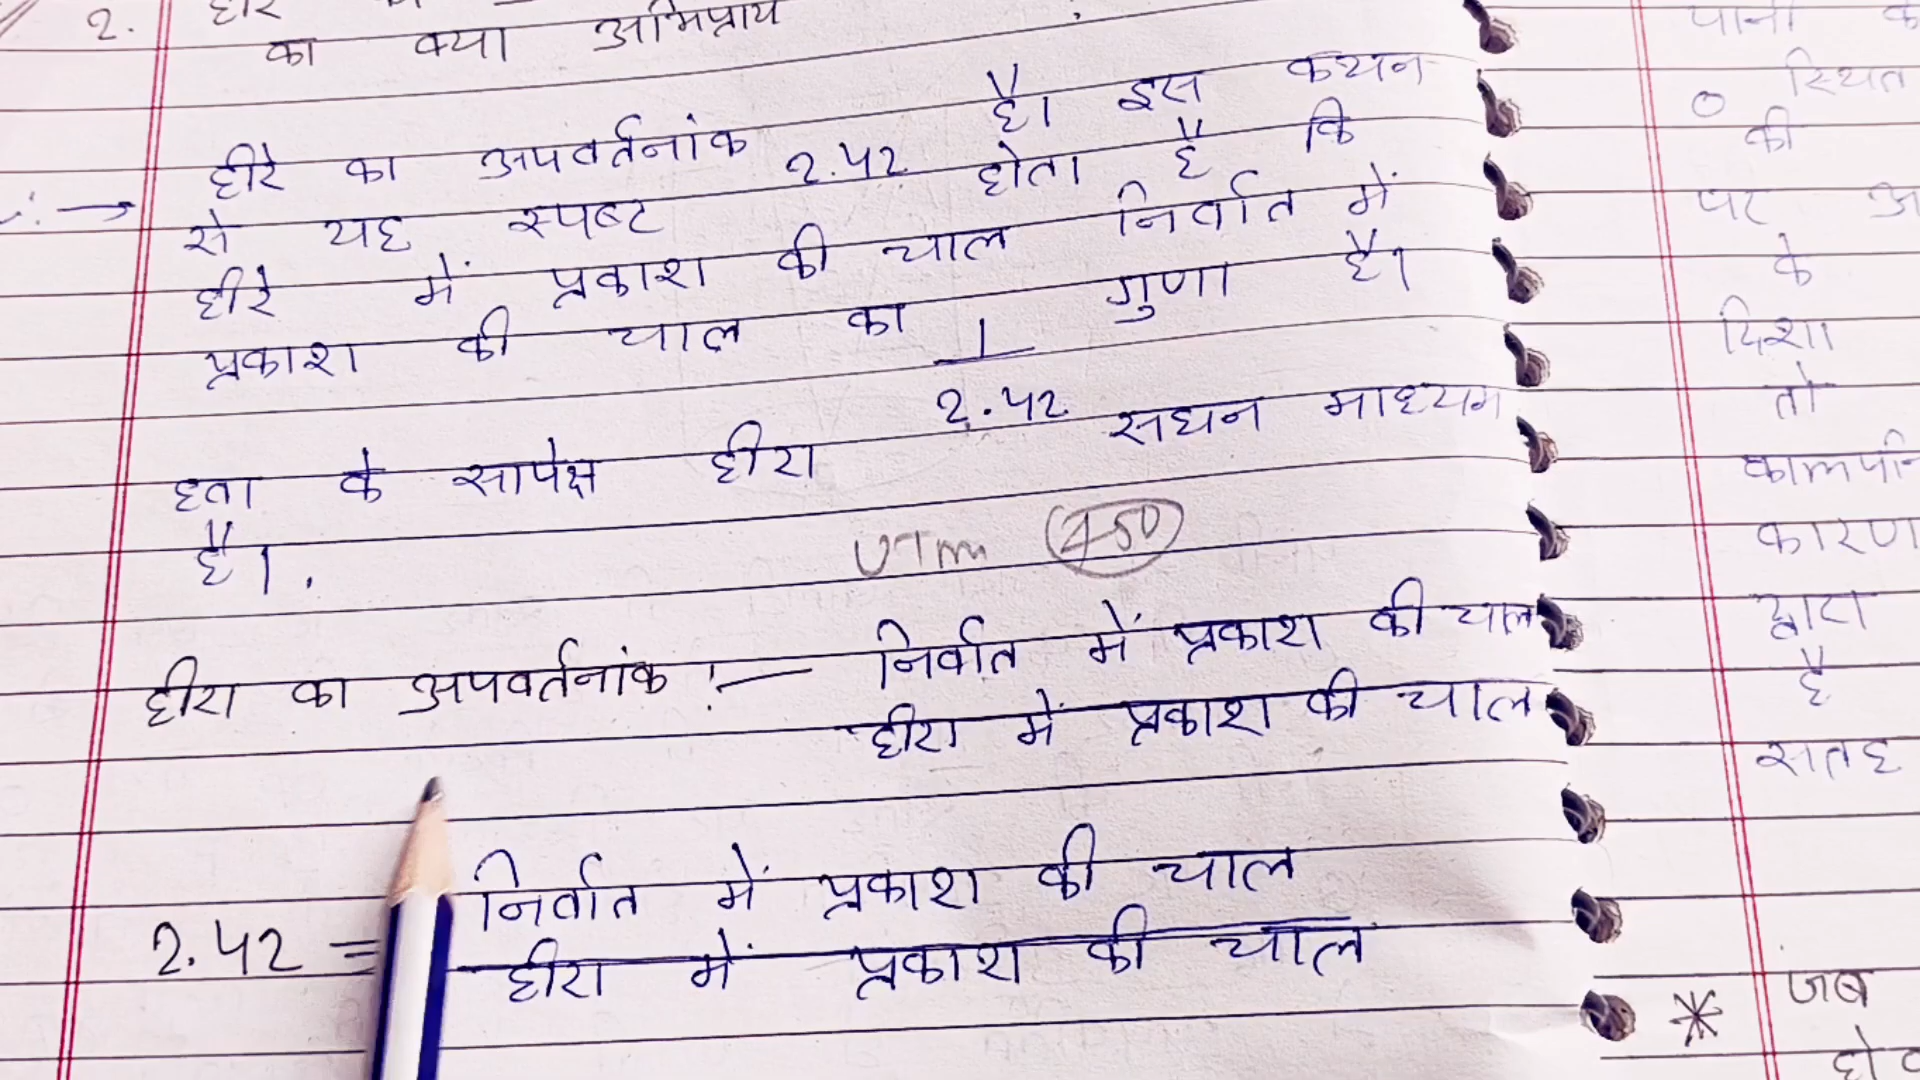 2. हीरे
का क्या अभिप्राय
हीरे का अपवर्तनांक 2.42 है। इस कथन
से यह स्पष्ट होता है कि
हीरे में प्रकाश की चाल निर्वात में
प्रकाश की चाल का 1/2.42 गुणा है।
हवा के सापेक्ष हीरा सघन माध्यम
है।
हीरा का अपवर्तनांक :— निर्वात में प्रकाश की चाल
हीरा में प्रकाश की चाल
2.42 = निर्वात में प्रकाश की चाल
हीरा में प्रकाश की चाल
पानी
स्थित
की
पर
के
दिशा
तो
कारण
द्वारा
है
सतह
* जब